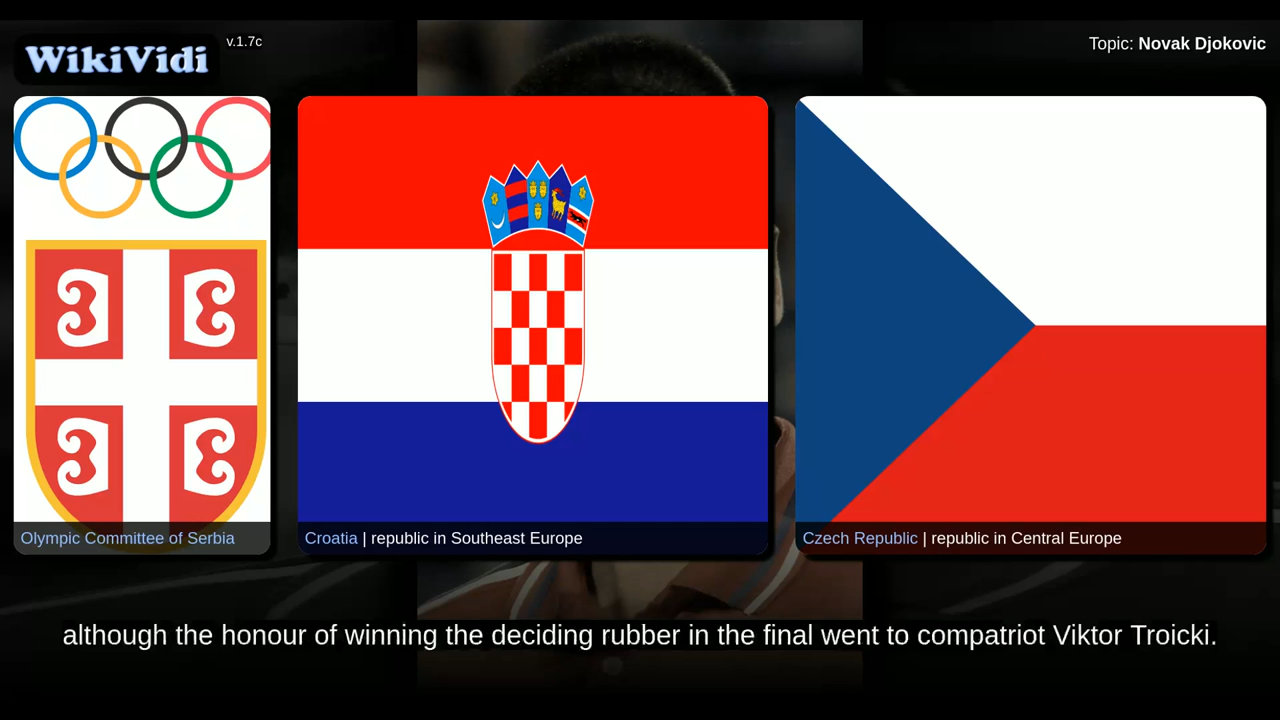 WikiVidi
v.1.7c
Topic: Novak Djokovic
Olympic Committee of Serbia
Croatia | republic in Southeast Europe
Czech Republic | republic in Central Europe
although the honour of winning the deciding rubber in the final went to compatriot Viktor Troicki.